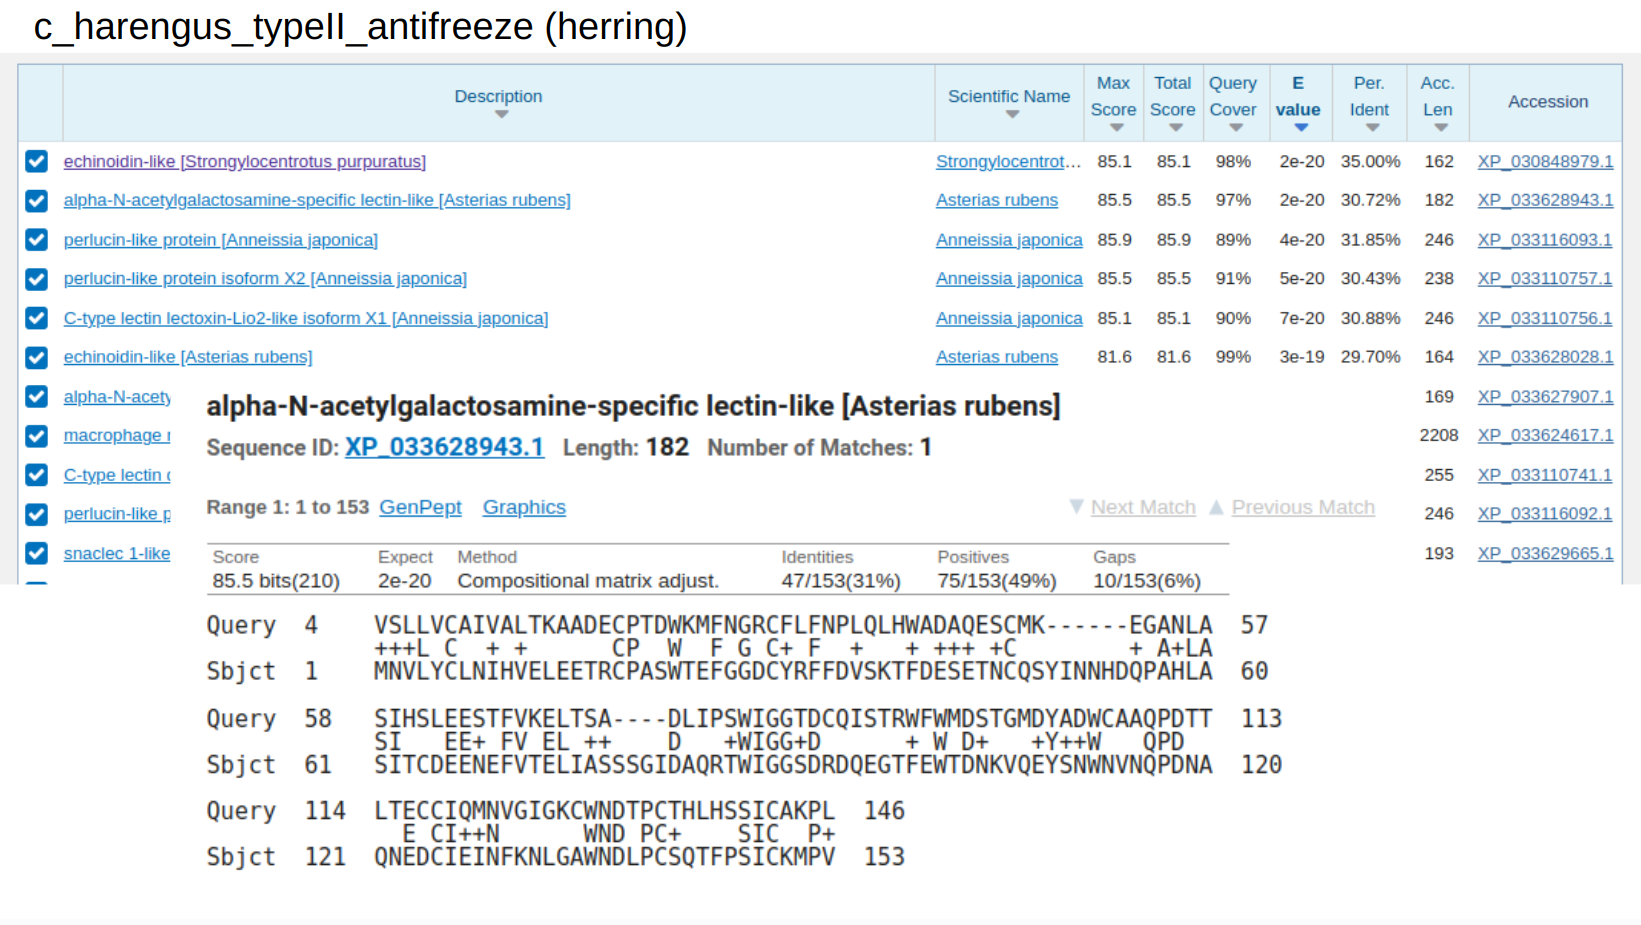 c_harengus_typeII_antifreeze (herring)
Description Scientific Name Max Score Total Score Query Cover E value Per. Ident Acc. Len Accession
echinoidin-like [Strongylocentrotus purpuratus] Strongylocentrot... 85.1 85.1 98% 2e-20 35.00% 162 XP_030848979.1
alpha-N-acetylgalactosamine-specific lectin-like [Asterias rubens] Asterias rubens 85.5 85.5 97% 2e-20 30.72% 182 XP_033628943.1
perlucin-like protein [Anneissia japonica] Anneissia japonica 85.9 85.9 89% 4e-20 31.85% 246 XP_033116093.1
perlucin-like protein isoform X2 [Anneissia japonica] Anneissia japonica 85.5 85.5 91% 5e-20 30.43% 238 XP_033110757.1
C-type lectin lectoxin-Lio2-like isoform X1 [Anneissia japonica] Anneissia japonica 85.1 85.1 90% 7e-20 30.88% 246 XP_033110756.1
echinoidin-like [Asterias rubens] Asterias rubens 81.6 81.6 99% 3e-19 29.70% 164 XP_033628028.1
alpha-N-acety 169 XP_033627907.1
macrophage r 2208 XP_033624617.1
C-type lectin c 255 XP_033110741.1
perlucin-like p 246 XP_033116092.1
snaclec 1-like 193 XP_033629665.1
alpha-N-acetylgalactosamine-specific lectin-like [Asterias rubens]
Sequence ID: XP_033628943.1 Length: 182 Number of Matches: 1
Range 1: 1 to 153 GenPept Graphics Next Match Previous Match
Score Expect Method Identities Positives Gaps
85.5 bits(210) 2e-20 Compositional matrix adjust. 47/153(31%) 75/153(49%) 10/153(6%)
Query 4 VSLLVCAIVALTKAADECPTDWKMFNGRCFLFNPLQLHWADAQESCMK------EGANLA 57
+++L C + + CP W F G C+ F + + +++ +C + A+LA
Sbjct 1 MNVLYCLNIHVELEETRCPASWTEFGGDCYRFFDVSKTFDESETNCQSYINNHDQPAHLA 60
Query 58 SIHSLEESTFVKELTSA----DLIPSWIGGTDCQISTRWFWMDSTGMDYADWCAAQPDTT 113
SI EE+ FV EL ++ D +WIGG+D + W D+ +Y++W QPD
Sbjct 61 SITCDEENEFVTELIASSSGIDAQRTWIGGSDRDQEGTFEWTDNKVQEYSNWNVNQPDNA 120
Query 114 LTECCIQMNVGIGKCWNDTPCTHLHSSICAKPL 146
E CI++N WND PC+ SIC P+
Sbjct 121 QNEDCIEINFKNLGAWNDLPCSQTFPSICKMPV 153